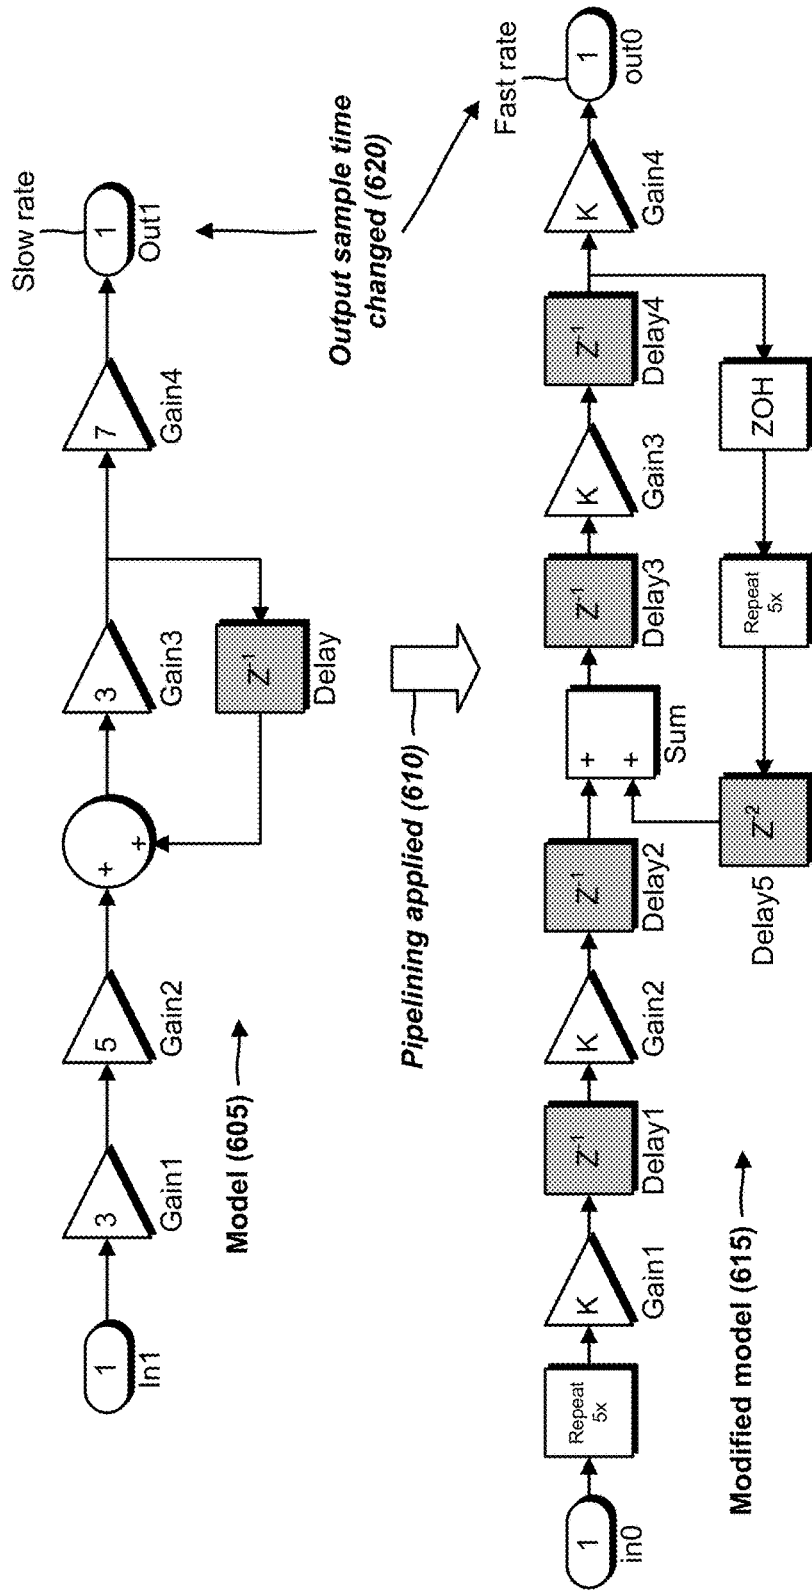 Slow rate
1
In1
3
Gain1
5
Gain2
+
+
3
Gain3
Z-1
Delay
7
Gain4
1
Out1
Model (605)
Pipelining applied (610)
Output sample time
changed (620)
Fast rate
1
in0
Repeat
5x
K
Gain1
Z-1
Delay1
K
Gain2
Z-1
Delay2
+
+
Sum
Z-1
Delay3
K
Gain3
Z-1
Delay4
K
Gain4
1
out0
Z-2
Delay5
Repeat
5x
ZOH
Modified model (615)